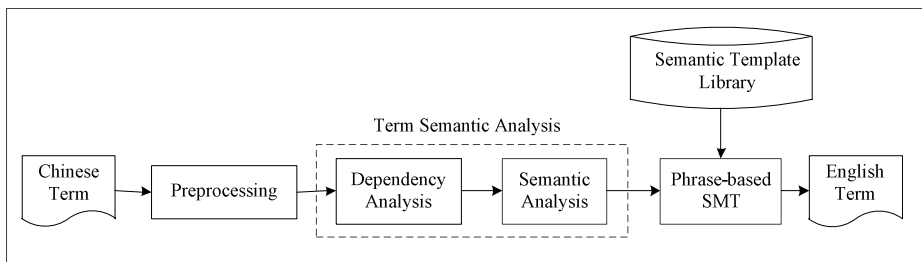 Semantic Template
Library
Term Semantic Analysis
Chinese
Term
Preprocessing
Dependency
Analysis
Semantic
Analysis
Phrase-based
SMT
English
Term